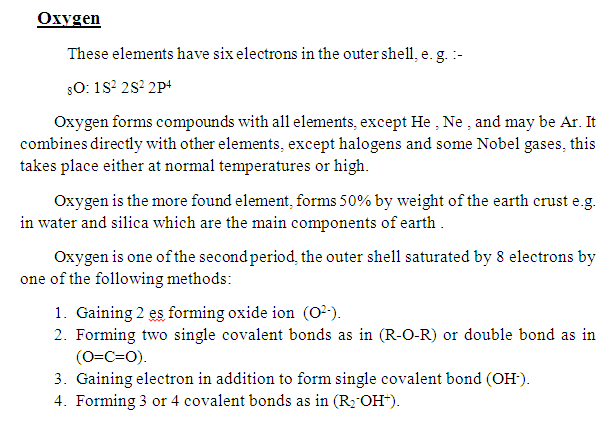 Oxygen
These elements have six electrons in the outer shell, e. g. :-
₈O: 1S² 2S² 2P⁴
Oxygen forms compounds with all elements, except He , Ne , and may be Ar. It
combines directly with other elements, except halogens and some Nobel gases, this
takes place either at normal temperatures or high.
Oxygen is the more found element, forms 50% by weight of the earth crust e.g.
in water and silica which are the main components of earth .
Oxygen is one of the second period, the outer shell saturated by 8 electrons by
one of the following methods:
1. Gaining 2 es forming oxide ion (O²⁻).
2. Forming two single covalent bonds as in (R-O-R) or double bond as in
(O=C=O).
3. Gaining electron in addition to form single covalent bond (OH⁻).
4. Forming 3 or 4 covalent bonds as in (R₂⁻OH⁺).